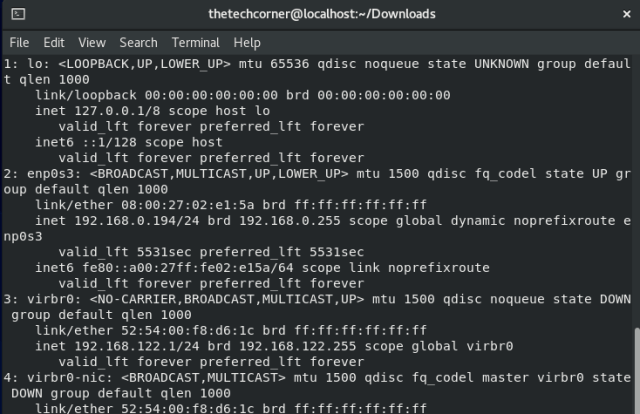 thetechcorner@localhost:~/Downloads
File Edit View Search Terminal Help
1: lo: <LOOPBACK,UP,LOWER_UP> mtu 65536 qdisc noqueue state UNKNOWN group defaul
t qlen 1000
    link/loopback 00:00:00:00:00:00 brd 00:00:00:00:00:00
    inet 127.0.0.1/8 scope host lo
       valid_lft forever preferred_lft forever
    inet6 ::1/128 scope host
       valid_lft forever preferred_lft forever
2: enp0s3: <BROADCAST,MULTICAST,UP,LOWER_UP> mtu 1500 qdisc fq_codel state UP gr
oup default qlen 1000
    link/ether 08:00:27:02:e1:5a brd ff:ff:ff:ff:ff:ff
    inet 192.168.0.194/24 brd 192.168.0.255 scope global dynamic noprefixroute e
np0s3
       valid_lft 5531sec preferred_lft 5531sec
    inet6 fe80::a00:27ff:fe02:e15a/64 scope link noprefixroute
       valid_lft forever preferred_lft forever
3: virbr0: <NO-CARRIER,BROADCAST,MULTICAST,UP> mtu 1500 qdisc noqueue state DOWN
 group default qlen 1000
    link/ether 52:54:00:f8:d6:1c brd ff:ff:ff:ff:ff:ff
    inet 192.168.122.1/24 brd 192.168.122.255 scope global virbr0
       valid_lft forever preferred_lft forever
4: virbr0-nic: <BROADCAST,MULTICAST> mtu 1500 qdisc fq_codel master virbr0 state
 DOWN group default qlen 1000
    link/ether 52:54:00:f8:d6:1c brd ff:ff:ff:ff:ff:ff